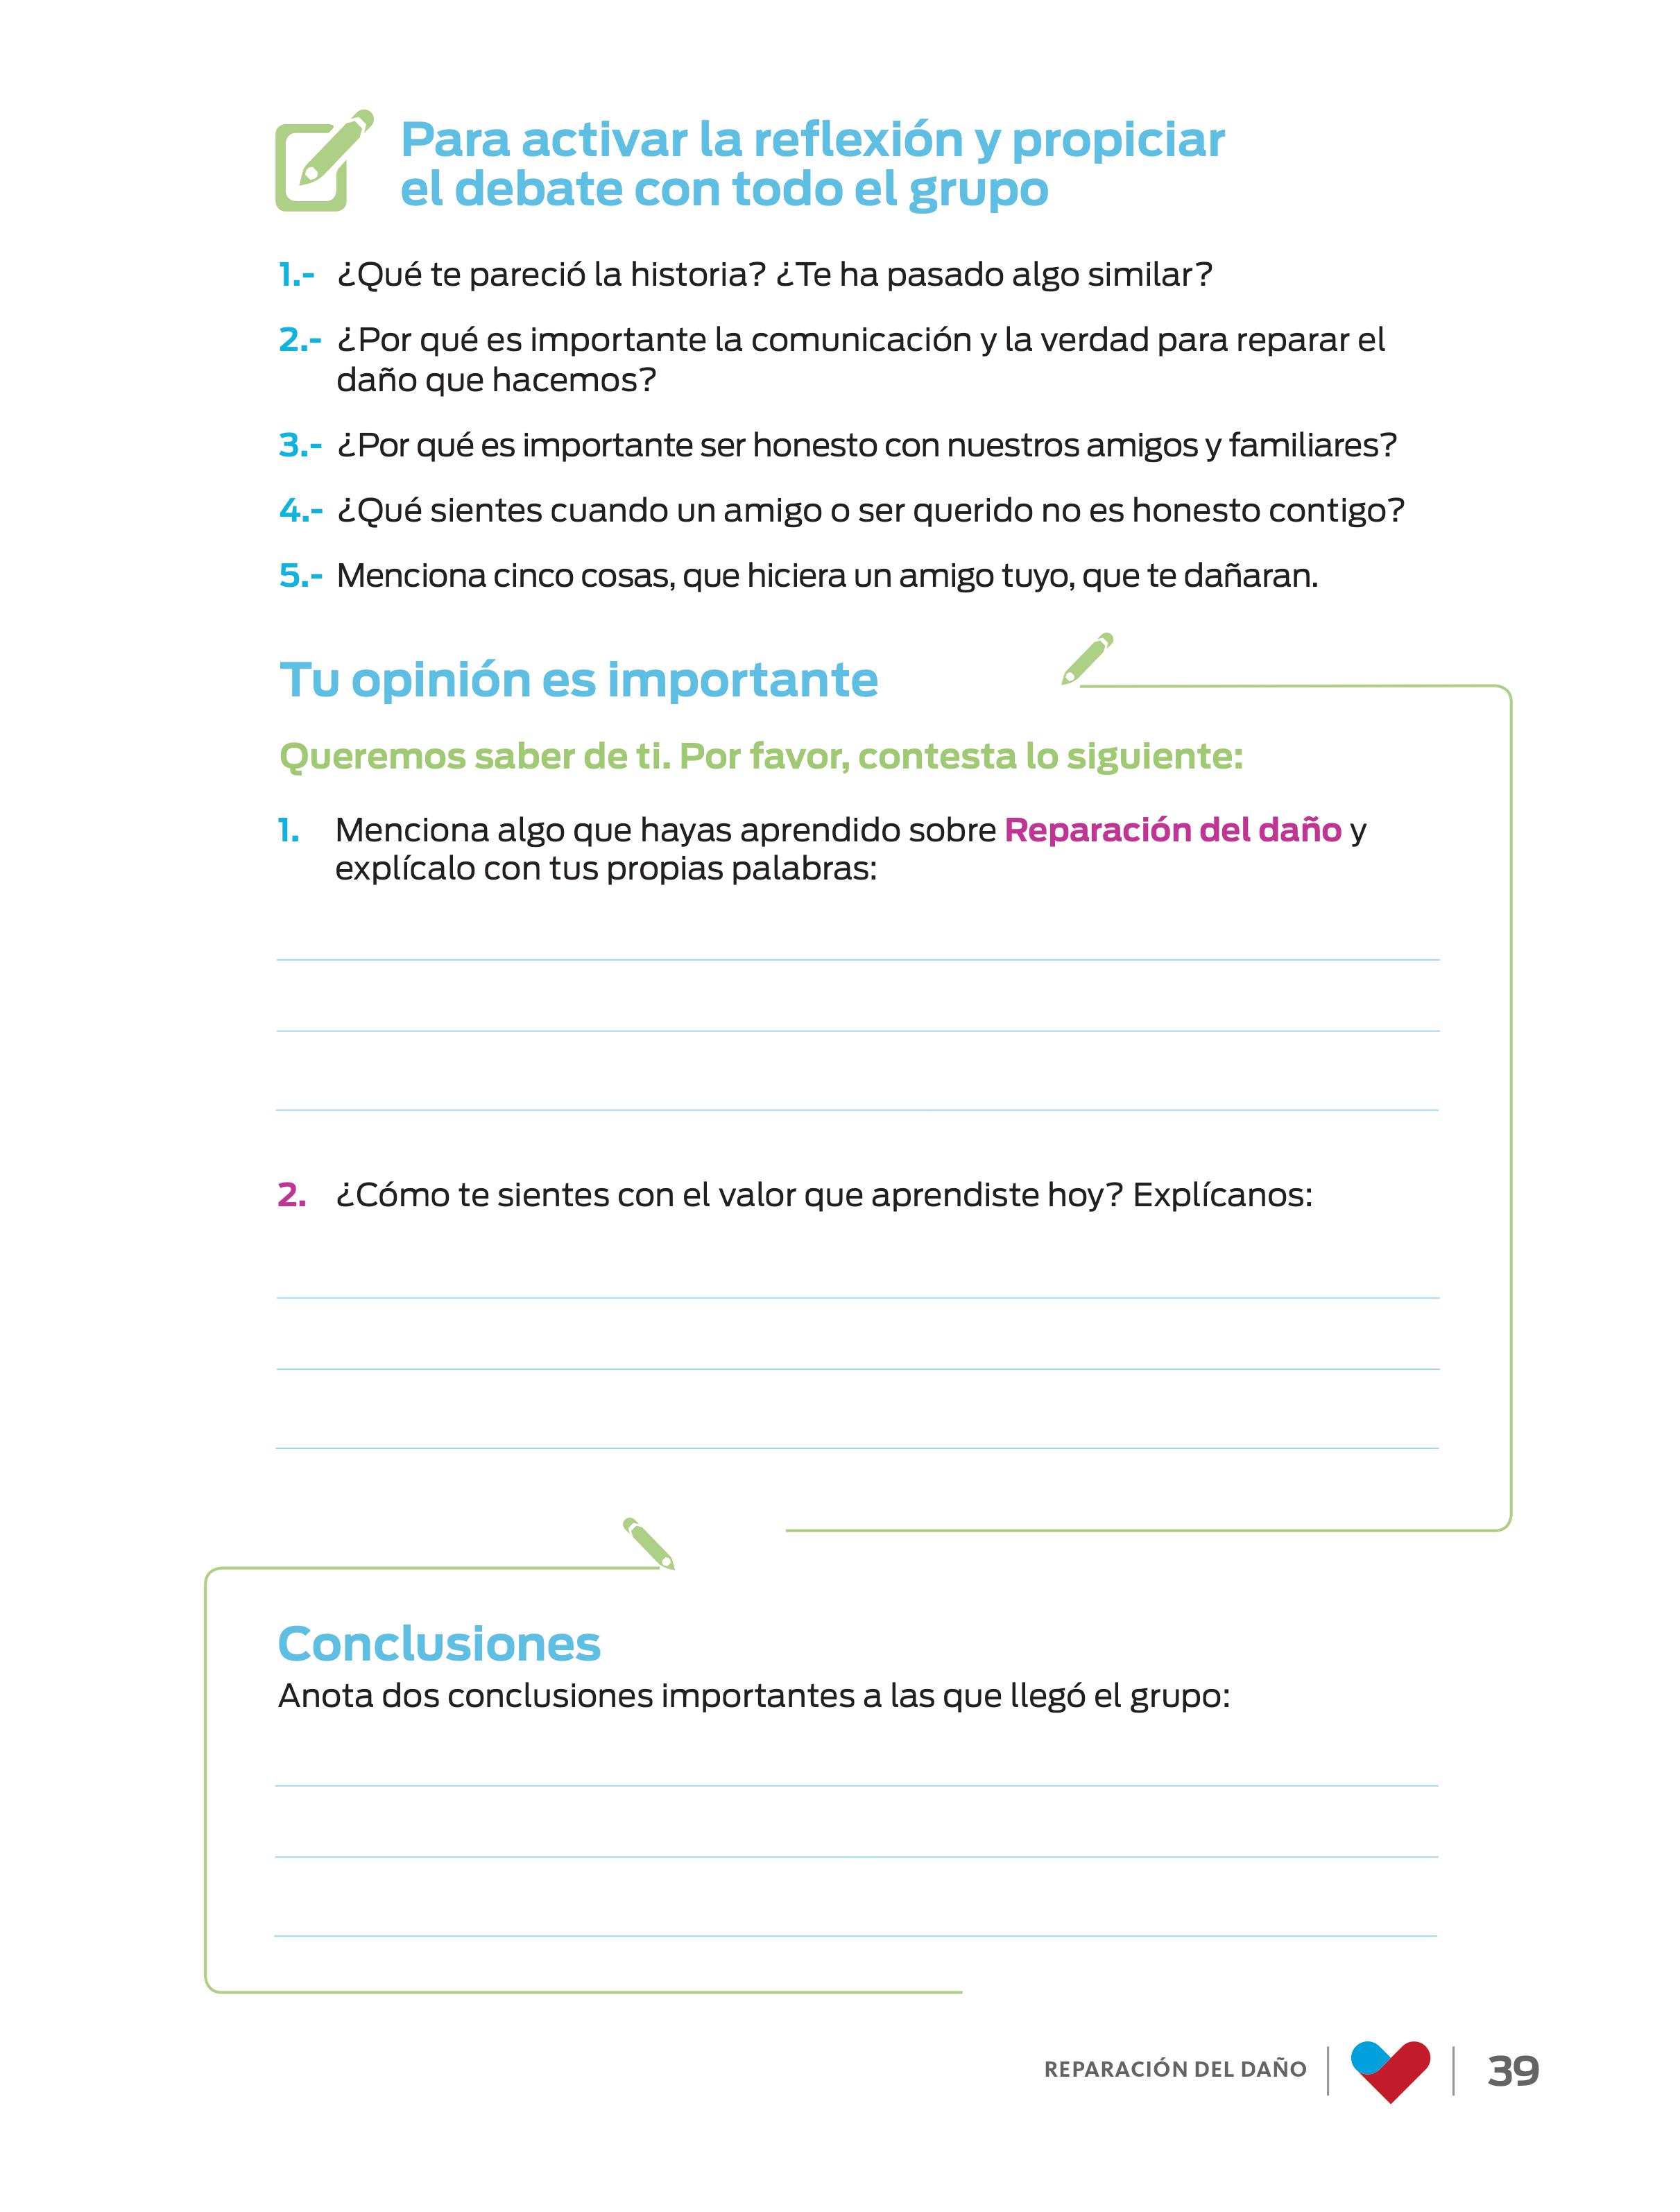 Para activar la reflexión y propiciar
el debate con todo el grupo
1.- ¿Qué te pareció la historia? ¿Te ha pasado algo similar?
2.- ¿Por qué es importante la comunicación y la verdad para reparar el
daño que hacemos?
3.- ¿Por qué es importante ser honesto con nuestros amigos y familiares?
4.- ¿Qué sientes cuando un amigo o ser querido no es honesto contigo?
5.- Menciona cinco cosas, que hiciera un amigo tuyo, que te dañaran.
Tu opinión es importante
Queremos saber de ti. Por favor, contesta lo siguiente:
1. Menciona algo que hayas aprendido sobre Reparación del daño y
explícalo con tus propias palabras:
2. ¿Cómo te sientes con el valor que aprendiste hoy? Explícanos:
Conclusiones
Anota dos conclusiones importantes a las que llegó el grupo:
REPARACIÓN DEL DAÑO 39